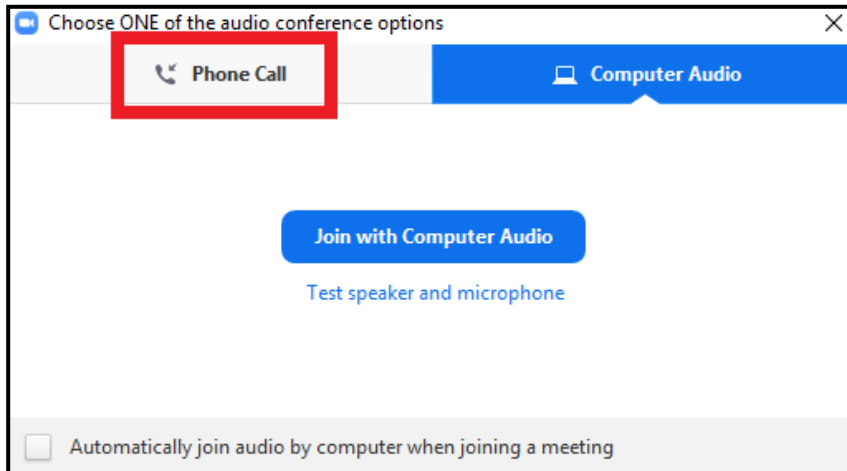 Choose ONE of the audio conference options
Phone Call
Computer Audio
Join with Computer Audio
Test speaker and microphone
Automatically join audio by computer when joining a meeting